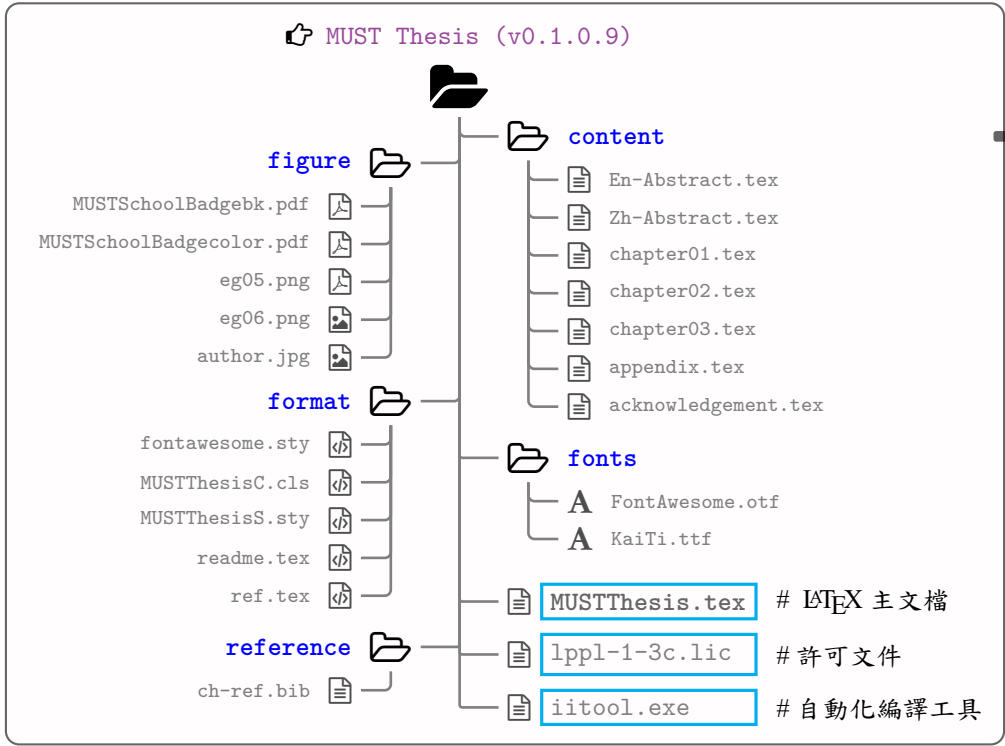 MUST Thesis (v0.1.0.9)
figure
MUSTSchoolBadgebk.pdf
MUSTSchoolBadgecolor.pdf
eg05.png
eg06.png
author.jpg
format
fontawesome.sty
MUSTThesisC.cls
MUSTThesisS.sty
readme.tex
ref.tex
reference
ch-ref.bib
content
En-Abstract.tex
Zh-Abstract.tex
chapter01.tex
chapter02.tex
chapter03.tex
appendix.tex
acknowledgement.tex
fonts
A FontAwesome.otf
A KaiTi.ttf
MUSTThesis.tex # LATEX 主文檔
lppl-1-3c.lic # 許可文件
iitool.exe # 自動化編譯工具